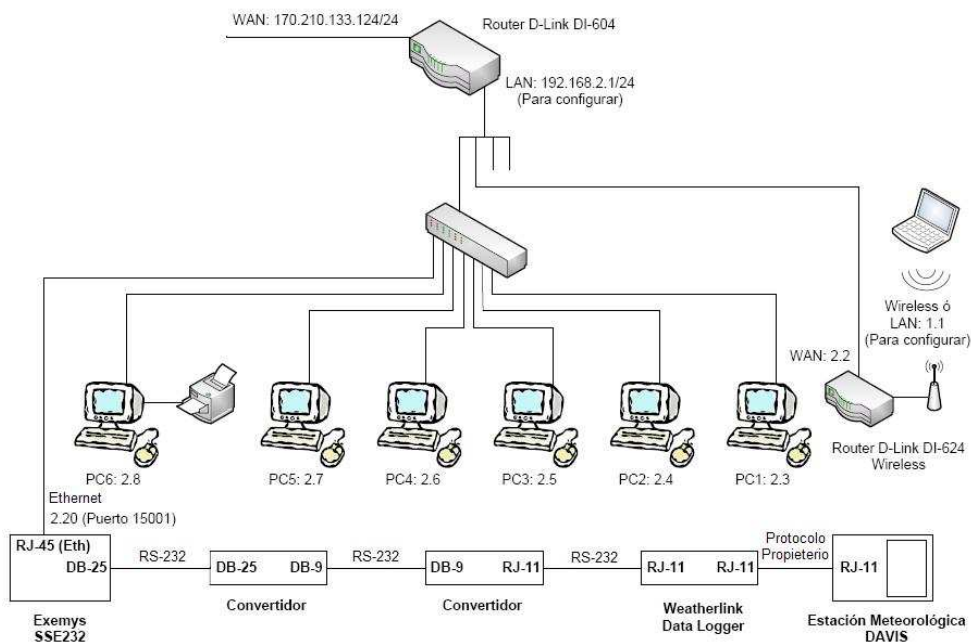 WAN: 170.210.133.124/24
Router D-Link DI-604
LAN: 192.168.2.1/24
(Para configurar)
Wireless ó
LAN: 1.1
(Para configurar)
WAN: 2.2
Router D-Link DI-624
Wireless
PC6: 2.8
PC5: 2.7
PC4: 2.6
PC3: 2.5
PC2: 2.4
PC1: 2.3
Ethernet
2.20 (Puerto 15001)
RJ-45 (Eth)
DB-25
RS-232
DB-25
DB-9
RS-232
DB-9
RJ-11
RS-232
RJ-11
RJ-11
Protocolo
Propieterio
RJ-11
Exemys
SSE232
Convertidor
Convertidor
Weatherlink
Data Logger
Estación Meteorológica
DAVIS